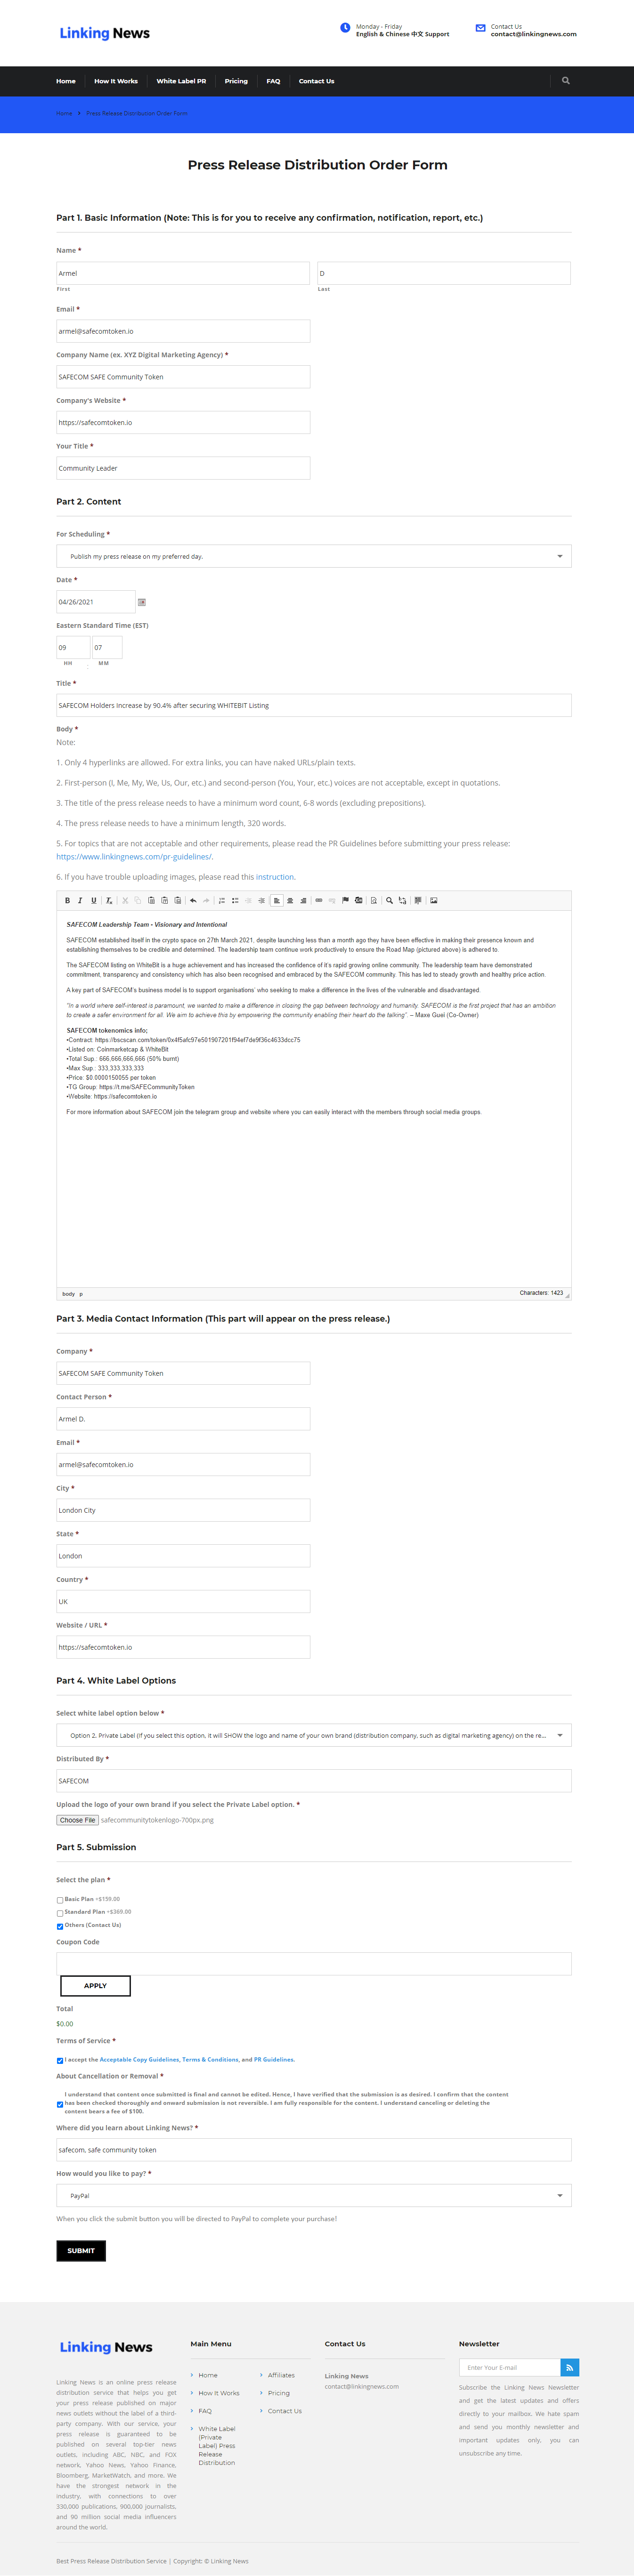 Linking News
Monday - Friday
English & Chinese 中文 Support
Contact Us
contact@linkingnews.com
Home
How It Works
White Label PR
Pricing
FAQ
Contact Us
Home
Press Release Distribution Order Form
Press Release Distribution Order Form
Part 1. Basic Information (Note: This is for you to receive any confirmation, notification, report, etc.)
Name *
Armel
D
First
Last
Email *
armel@safecomtoken.io
Company Name (ex. XYZ Digital Marketing Agency) *
SAFECOM SAFE Community Token
Company's Website *
https://safecomtoken.io
Your Title *
Community Leader
Part 2. Content
For Scheduling *
Publish my press release on my preferred day.
Date *
04/26/2021
Eastern Standard Time (EST)
09
07
HH
:
MM
Title *
SAFECOM Holders increase by 90.4% after securing WHITEBIT Listing
Body *
Note:
1. Only 4 hyperlinks are allowed. For extra links, you can have naked URLs/plain texts.
2. First-person (I, Me, My, We, Us, Our, etc.) and second-person (You, Your, etc.) voices are not acceptable, except in quotations.
3. The title of the press release needs to have a minimum word count, 6-8 words (excluding prepositions).
4. The press release needs to have a minimum length, 320 words.
5. For topics that are not acceptable and other requirements, please read the PR Guidelines before submitting your press release:
https://www.linkingnews.com/pr-guidelines/.
6. If you have trouble uploading images, please read this instruction.
SAFECOM Leadership Team - Visionary and Intentional
SAFECOM established itself in the crypto space on 27th March 2021, despite launching less than a month ago they have been effective in making their presence known and
establishing themselves to be credible and determined. The leadership team continue work productively to ensure the Road Map (pictured above) is adhered to.
The SAFECOM listing on WhiteBit is a huge achievement and has increased the confidence of it's rapid growing online community. The leadership team have demonstrated
commitment, transparency and consistency which has also been recognised and embraced by the SAFECOM community. This has led to steady growth and healthy price action.
A key part of SAFECOM's business model is to support organisations' who seeking to make a difference in the lives of the vulnerable and disadvantaged.
"In a world where self-interest is paramount, we wanted to make a difference in closing the gap between technology and humanity. SAFECOM is the first project that has an ambition
to create a safer environment for all. We aim to achieve this by empowering the community enabling their heart do the talking". – Maxe Guei (Co-Owner)
SAFECOM tokenomics info;
•Contract: https://bscscan.com/token/0x4f5afc97e501907201f94ef7de9f36c4633dcc75
•Listed on: Coinmarketcap & WhiteBit
•Total Sup.: 666,666,666,666 (50% burnt)
•Max Sup.: 333,333,333,333
•Price: $0.0000150055 per token
•TG Group: https://t.me/SAFECommunityToken
•Website: https://safecomtoken.io
For more information about SAFECOM join the telegram group and website where you can easily interact with the members through social media groups.
body p
Characters: 1423
Part 3. Media Contact Information (This part will appear on the press release.)
Company *
SAFECOM SAFE Community Token
Contact Person *
Armel D.
Email *
armel@safecomtoken.io
City *
London City
State *
London
Country *
UK
Website / URL *
https://safecomtoken.io
Part 4. White Label Options
Select white label option below *
Option 2. Private Label (If you select this option, it will SHOW the logo and name of your own brand (distribution company, such as digital marketing agency) on the re...
Distributed By *
SAFECOM
Upload the logo of your own brand if you select the Private Label option. *
Choose File safecommunitytokenlogo-700px.png
Part 5. Submission
Select the plan *
Basic Plan +$159.00
Standard Plan +$369.00
Others (Contact Us)
Coupon Code
APPLY
Total
$0.00
Terms of Service *
I accept the Acceptable Copy Guidelines, Terms & Conditions, and PR Guidelines.
About Cancellation or Removal *
I understand that content once submitted is final and cannot be edited. Hence, I have verified that the submission is as desired. I confirm that the content
has been checked thoroughly and onward submission is not reversible. I am fully responsible for the content. I understand canceling or deleting the
content bears a fee of $100.
Where did you learn about Linking News? *
safecom, safe community token
How would you like to pay? *
PayPal
When you click the submit button you will be directed to PayPal to complete your purchase!
SUBMIT
Linking News
Linking News is an online press release
distribution service that helps you get
your press release published on major
news outlets without the label of a third-
party company. With our service, your
press release is guaranteed to be
published on several top-tier news
outlets, including ABC, NBC, and FOX
network, Yahoo News, Yahoo Finance,
Bloomberg, MarketWatch, and more. We
have the strongest network in the
industry, with connections to over
330,000 publications, 900,000 journalists,
and 90 million social media influencers
around the world.
Main Menu
Home
How It Works
FAQ
White Label
(Private
Label) Press
Release
Distribution
Affiliates
Pricing
Contact Us
Contact Us
Linking News
contact@linkingnews.com
Newsletter
Enter Your E-mail
Subscribe the Linking News Newsletter
and get the latest updates and offers
directly to your mailbox. We hate spam
and send you monthly newsletter and
important updates only, you can
unsubscribe any time.
Best Press Release Distribution Service | Copyright: © Linking News